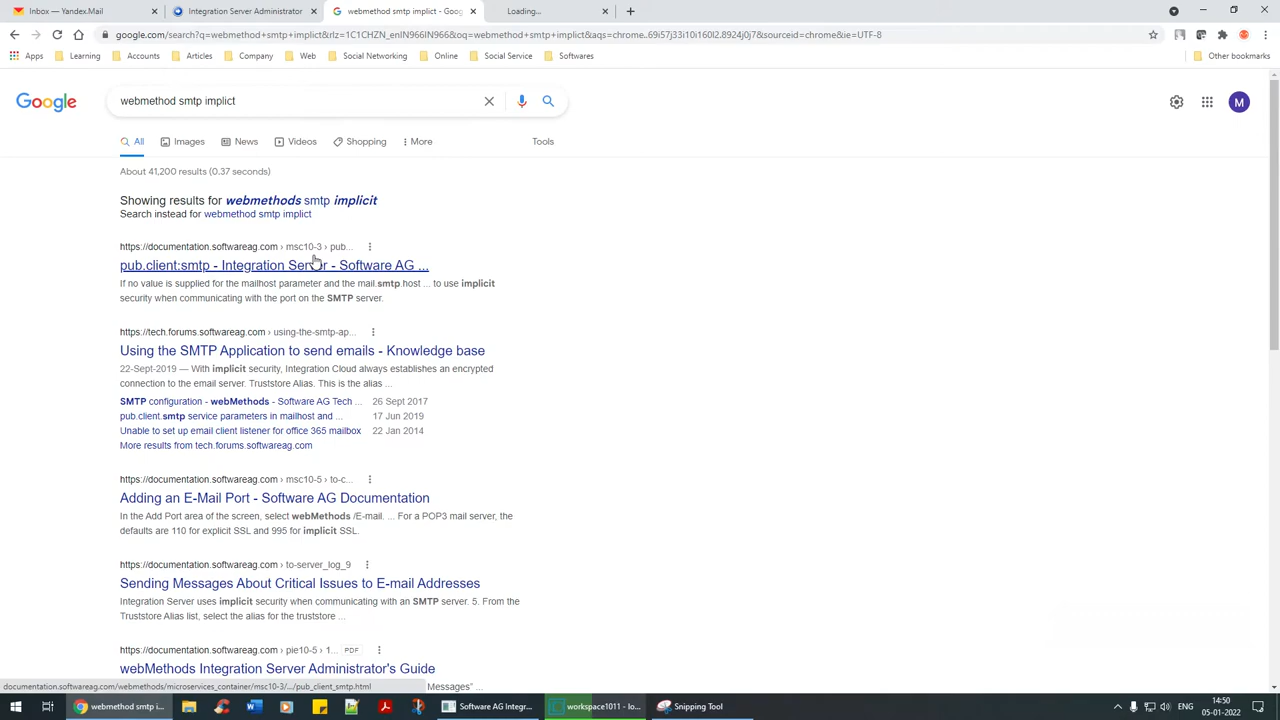 Inbox — Yandex.Mail
Integration Server Administrator
webmethod smtp implict - Goo
Loading...
google.com/search?q=webmethod+smtp+implict&rlz=1C1CHZN_enIN966IN966&oq=webmethod+smtp+implict&aqs=chrome..69i57j33i10i160l2.8924j0j7&sourceid=chrome&ie=UTF-8
Apps Learning Accounts Articles Company Web Social Networking Online Social Service Softwares Other bookmarks
Google
webmethod smtp implict
M
All Images News Videos Shopping More Tools
About 41,200 results (0.37 seconds)
Showing results for webmethods smtp implicit
Search instead for webmethod smtp implict
https://documentation.softwareag.com › msc10-3 › pub...
pub.client:smtp - Integration Server - Software AG ...
If no value is supplied for the mailhost parameter and the mail.smtp.host ... to use implicit
security when communicating with the port on the SMTP server.
https://tech.forums.softwareag.com › using-the-smtp-ap...
Using the SMTP Application to send emails - Knowledge base
22-Sept-2019 — With implicit security, Integration Cloud always establishes an encrypted
connection to the email server. Truststore Alias. This is the alias ...
SMTP configuration - webMethods - Software AG Tech ... 26 Sept 2017
pub.client.smtp service parameters in mailhost and ... 17 Jun 2019
Unable to set up email client listener for office 365 mailbox 22 Jan 2014
More results from tech.forums.softwareag.com
https://documentation.softwareag.com › msc10-5 › to-c...
Adding an E-Mail Port - Software AG Documentation
In the Add Port area of the screen, select webMethods /E-mail. ... For a POP3 mail server, the
defaults are 110 for explicit SSL and 995 for implicit SSL.
https://documentation.softwareag.com › to-server_log_9
Sending Messages About Critical Issues to E-mail Addresses
Integration Server uses implicit security when communicating with an SMTP server. 5. From the
Truststore Alias list, select the alias for the truststore ...
https://documentation.softwareag.com › pie10-5 › 1... PDF
webMethods Integration Server Administrator's Guide
documentation.softwareag.com/webmethods/microservices_container/msc10-3/.../pub_client_smtp.html
Messages” ...
webmethod smtp i...
Software AG Integr...
workspace1011 - lo...
Snipping Tool
ENG
14:50
05-01-2022